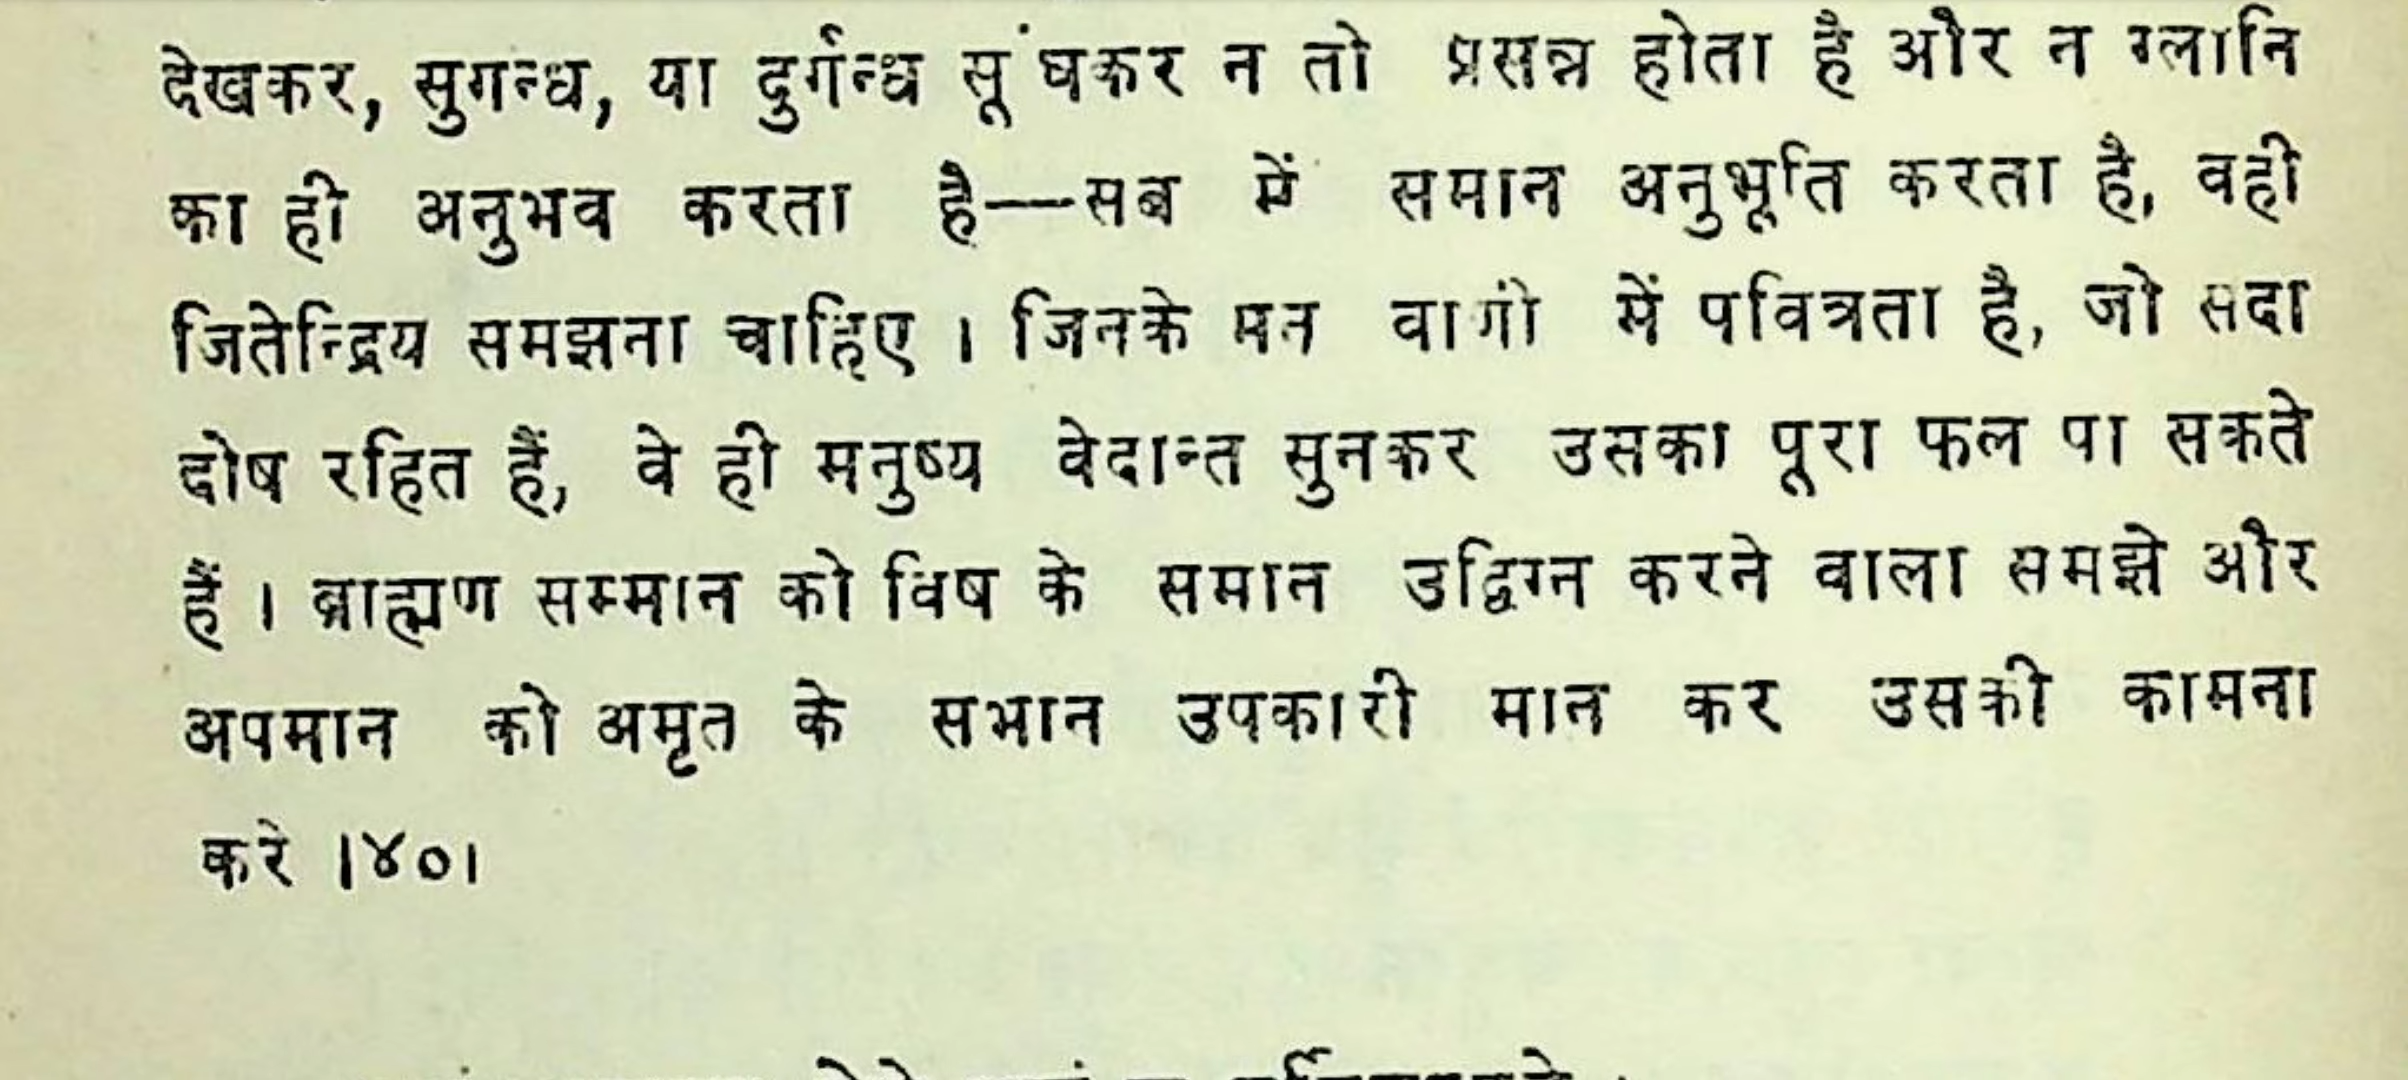 देखकर, सुगन्ध, या दुर्गन्ध सूंघकर न तो प्रसन्न होता है और न ग्लानि
का ही अनुभव करता है—सब में समान अनुभूति करता है, वही
जितेन्द्रिय समझना चाहिए । जिनके मन वाणी में पवित्रता है, जो सदा
दोष रहित हैं, वे ही मनुष्य वेदान्त सुनकर उसका पूरा फल पा सकते
हैं । ब्राह्मण सम्मान को विष के समान उद्विग्न करने वाला समझे और
अपमान को अमृत के सभान उपकारी मान कर उसकी कामना
करे ।४०।